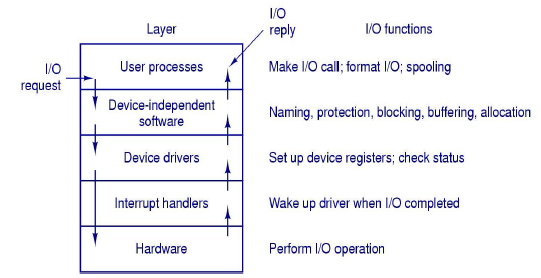 I/O
reply
Layer
I/O functions
I/O
request
User processes
Make I/O call; format I/O; spooling
Device-independent
software
Naming, protection, blocking, buffering, allocation
Device drivers
Set up device registers; check status
Interrupt handlers
Wake up driver when I/O completed
Hardware
Perform I/O operation